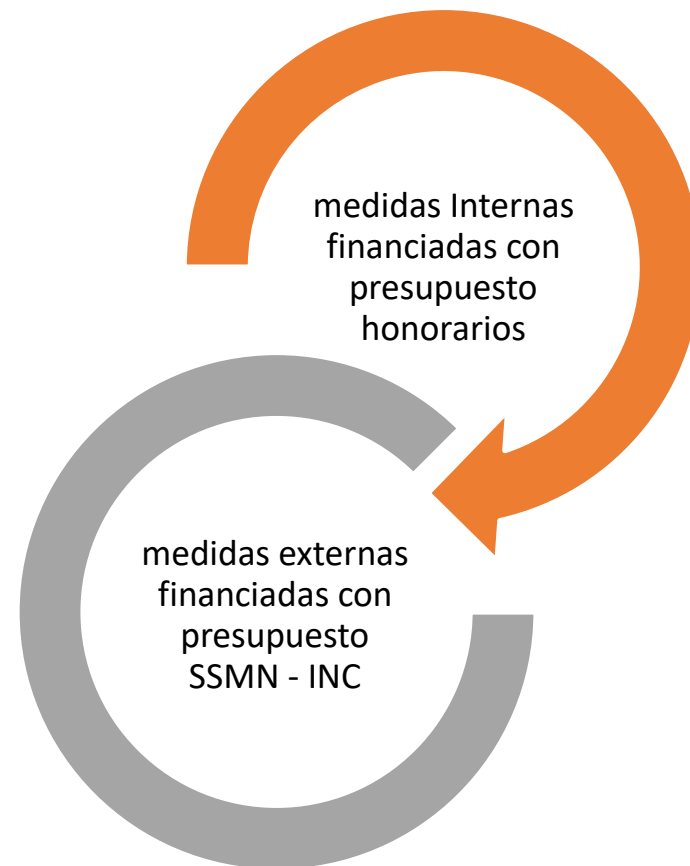 medidas Internas
financiadas con
presupuesto
honorarios
medidas externas
financiadas con
presupuesto
SSMN - INC